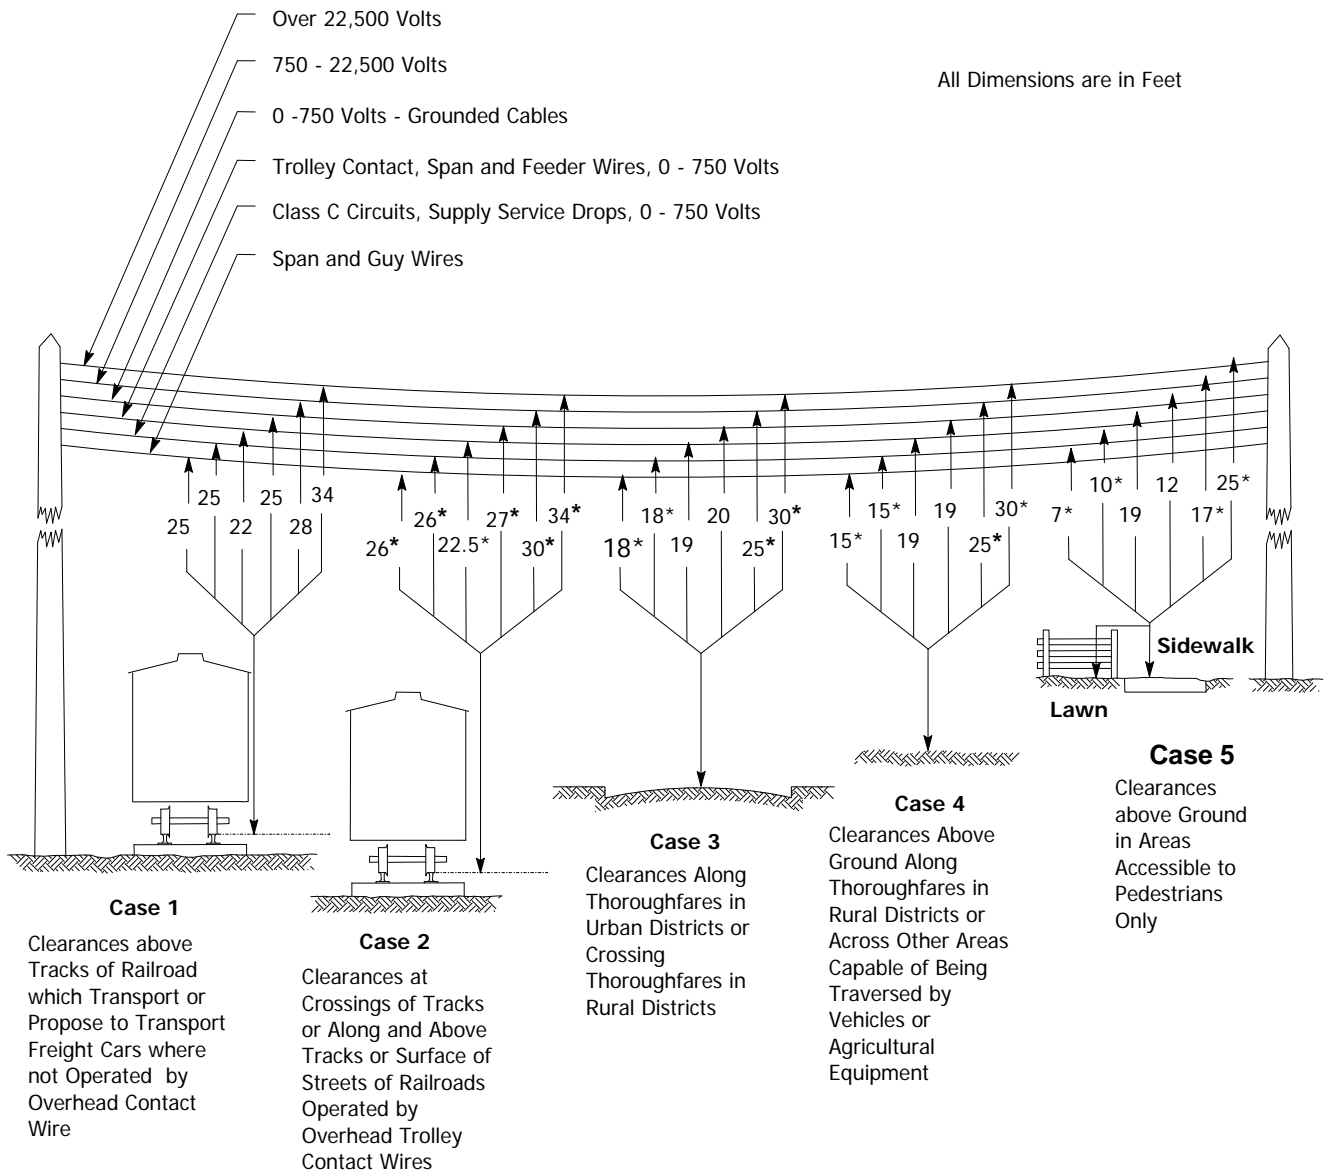 Over 22,500 Volts
750 - 22,500 Volts
0 -750 Volts - Grounded Cables
Trolley Contact, Span and Feeder Wires, 0 - 750 Volts
Class C Circuits, Supply Service Drops, 0 - 750 Volts
Span and Guy Wires
All Dimensions are in Feet
25
25
22
25
28
34
26*
26*
22.5*
27*
30*
34*
18*
18*
19
20
25*
30*
15*
15*
19
19
25*
30*
7*
10*
19
12
17*
25*
Sidewalk
Lawn
Case 1
Clearances above
Tracks of Railroad
which Transport or
Propose to Transport
Freight Cars where
not Operated by
Overhead Contact
Wire
Case 2
Clearances at
Crossings of Tracks
or Along and Above
Tracks or Surface of
Streets of Railroads
Operated by
Overhead Trolley
Contact Wires
Case 3
Clearances Along
Thoroughfares in
Urban Districts or
Crossing
Thoroughfares in
Rural Districts
Case 4
Clearances Above
Ground Along
Thoroughfares in
Rural Districts or
Across Other Areas
Capable of Being
Traversed by
Vehicles or
Agricultural
Equipment
Case 5
Clearances
above Ground
in Areas
Accessible to
Pedestrians
Only